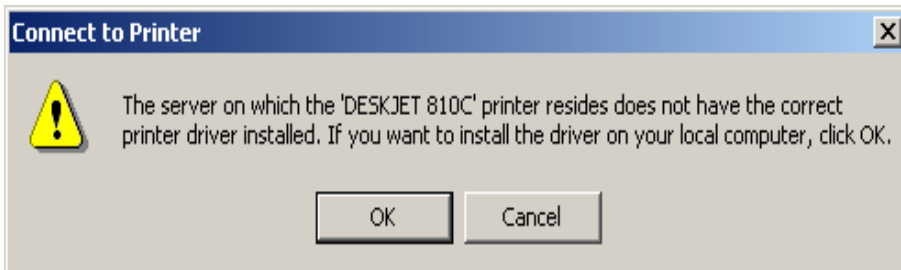 Connect to Printer
The server on which the 'DESKJET 810C' printer resides does not have the correct
printer driver installed. If you want to install the driver on your local computer, click OK.
OK
Cancel